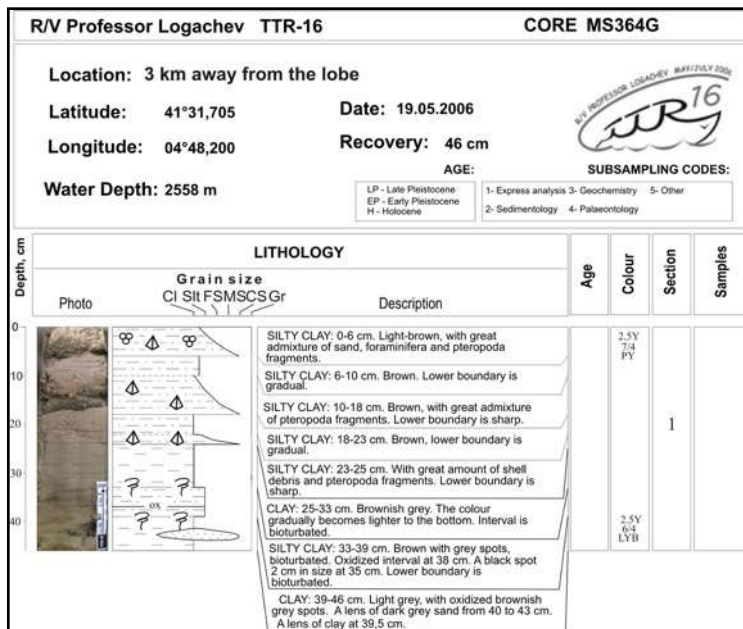 R/V Professor Logachev TTR-16 CORE MS364G
R/V PROFESSOR LOGACHEV MAY/JULY 2006
TTR 16
Location: 3 km away from the lobe
Latitude: 41°31,705 Date: 19.05.2006
Longitude: 04°48,200 Recovery: 46 cm
Water Depth: 2558 m
AGE:
LP - Late Pleistocene
EP - Early Pleistocene
H - Holocene
SUBSAMPLING CODES:
1- Express analysis 3- Geochemistry 5- Other
2- Sedimentology 4- Palaeontology
Depth, cm
LITHOLOGY
Photo
Grain size
Cl Slt FS MS CS Gr
Description
Age
Colour
Section
Samples
0
10
20
30
40
ox
SILTY CLAY: 0-6 cm. Light-brown, with great
admixture of sand, foraminifera and pteropoda
fragments.
SILTY CLAY: 6-10 cm. Brown. Lower boundary is
gradual.
SILTY CLAY: 10-18 cm. Brown, with great admixture
of pteropoda fragments. Lower boundary is sharp.
SILTY CLAY: 18-23 cm. Brown, lower boundary is
gradual.
SILTY CLAY: 23-25 cm. With great amount of shell
debris and pteropoda fragments. Lower boundary is
sharp.
CLAY: 25-33 cm. Brownish grey. The colour
gradually becomes lighter to the bottom. Interval is
bioturbated.
SILTY CLAY: 33-39 cm. Brown with grey spots,
bioturbated. Oxidized interval at 38 cm. A black spot
2 cm in size at 35 cm. Lower boundary is
bioturbated.
CLAY: 39-46 cm. Light grey, with oxidized brownish
grey spots. A lens of dark grey sand from 40 to 43 cm.
A lens of clay at 39,5 cm.
2.5Y
7/4
PY
2.5Y
6/4
LYB
1